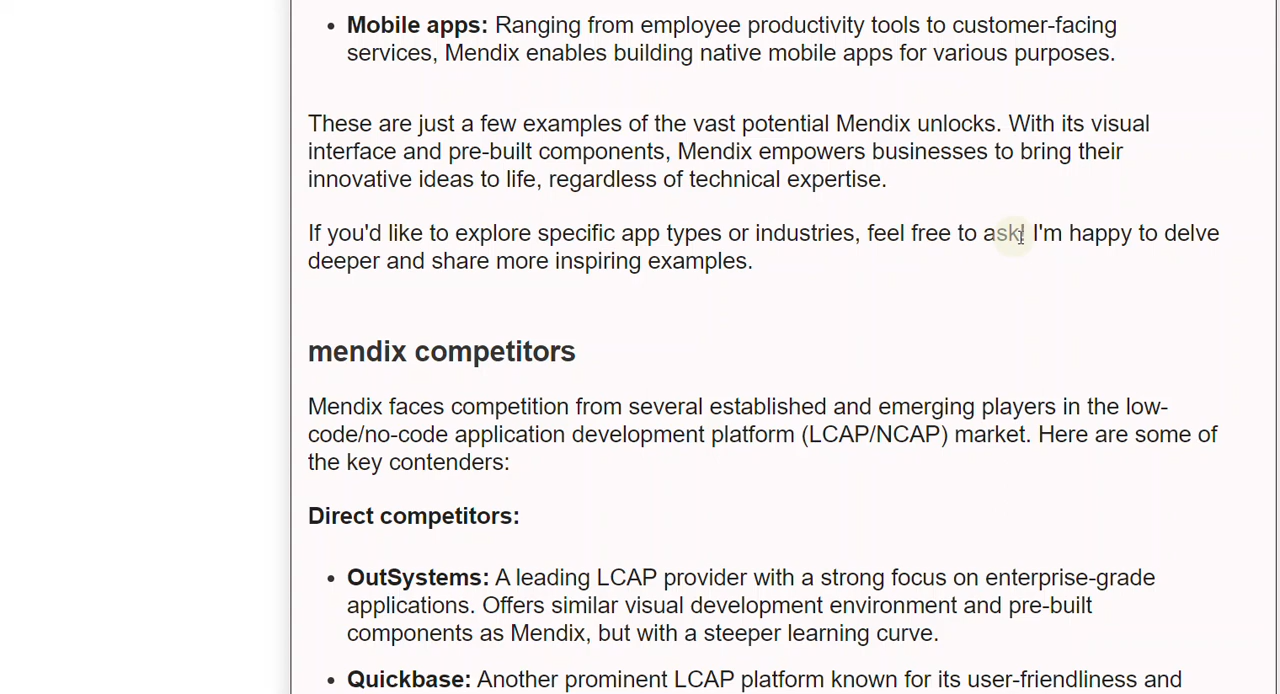 • Mobile apps: Ranging from employee productivity tools to customer-facing
services, Mendix enables building native mobile apps for various purposes.
These are just a few examples of the vast potential Mendix unlocks. With its visual
interface and pre-built components, Mendix empowers businesses to bring their
innovative ideas to life, regardless of technical expertise.
If you'd like to explore specific app types or industries, feel free to ask! I'm happy to delve
deeper and share more inspiring examples.
mendix competitors
Mendix faces competition from several established and emerging players in the low-
code/no-code application development platform (LCAP/NCAP) market. Here are some of
the key contenders:
Direct competitors:
• OutSystems: A leading LCAP provider with a strong focus on enterprise-grade
applications. Offers similar visual development environment and pre-built
components as Mendix, but with a steeper learning curve.
• Quickbase: Another prominent LCAP platform known for its user-friendliness and